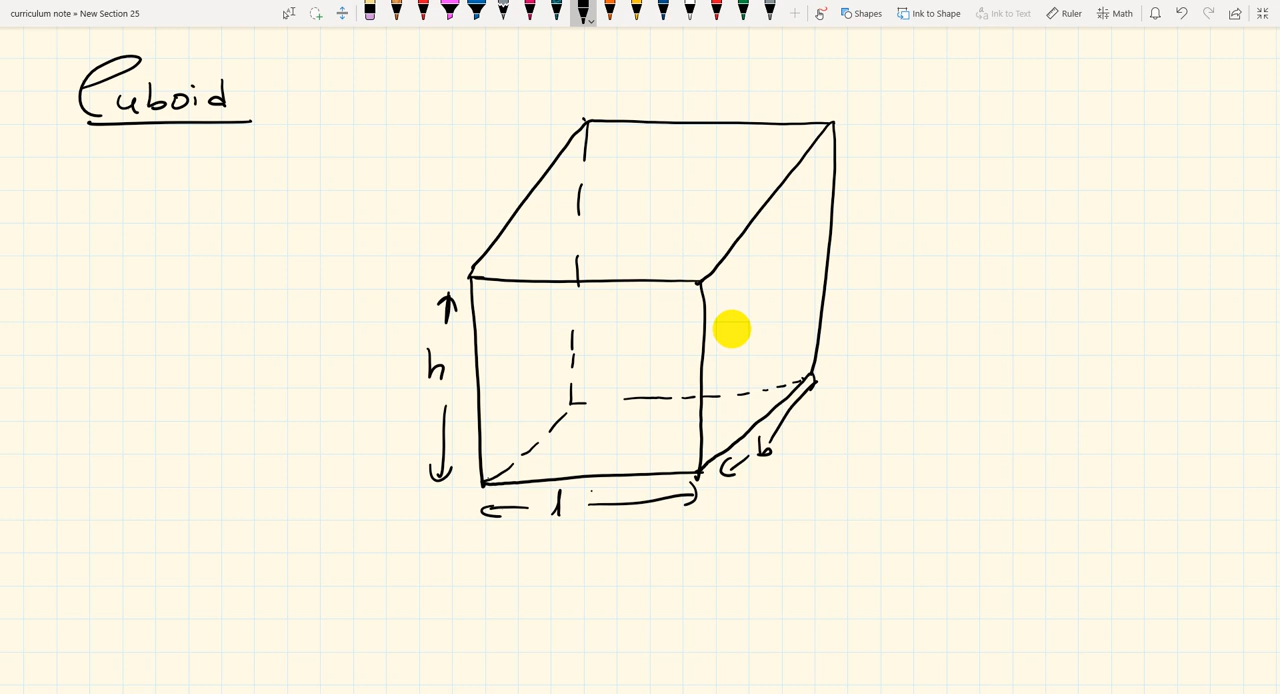 curriculum note » New Section 25
Shapes
Ink to Shape
Ink to Text
Ruler
Math
Cuboid
h
b
l